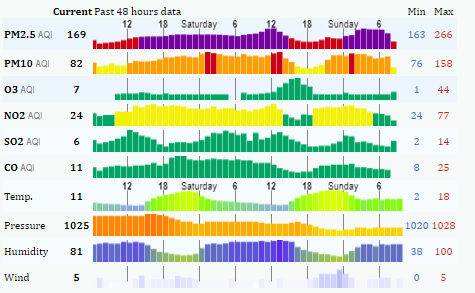 Current Past 48 hours data Min Max
12 18 Saturday 6 12 18 Sunday 6
PM2.5 AQI 169 163 266
PM10 AQI 82 76 158
O3 AQI 7 1 44
NO2 AQI 24 24 77
SO2 AQI 6 2 14
CO AQI 11 8 25
12 18 Saturday 6 12 18 Sunday 6
Temp. 11 2 18
Pressure 1025 1020 1028
Humidity 81 38 100
Wind 5 0 5